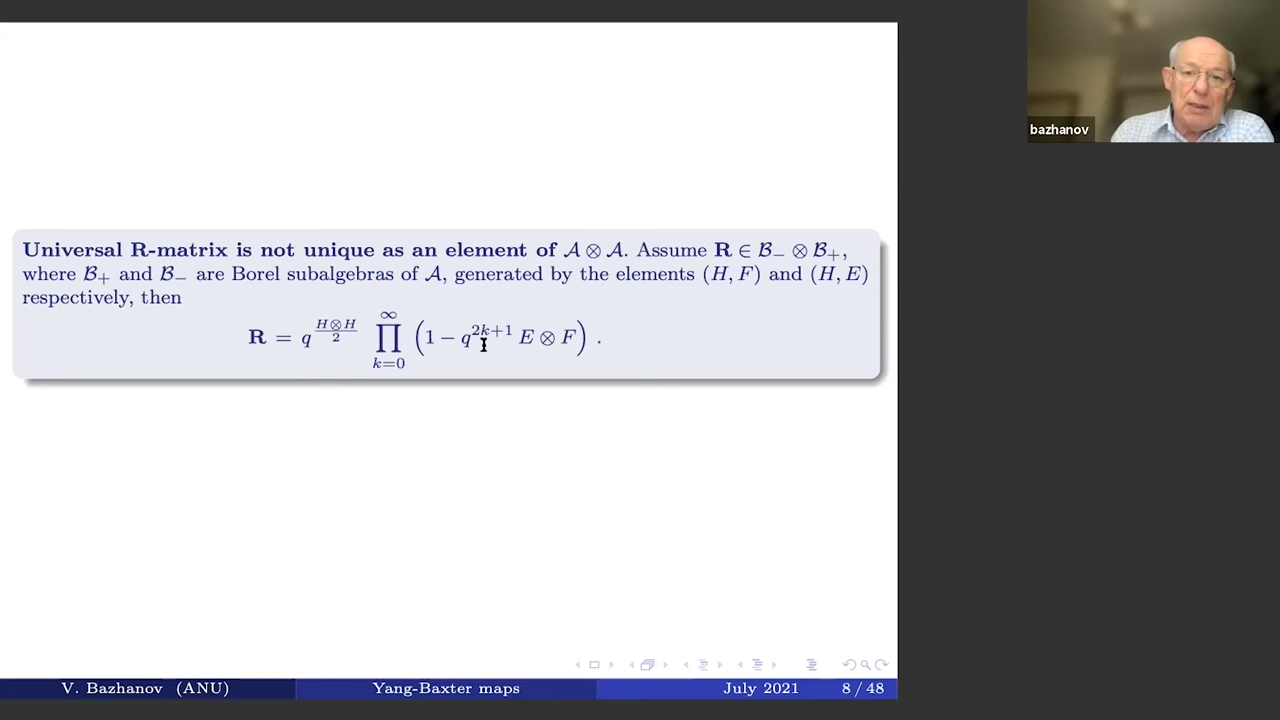 bazhanov
Universal R-matrix is not unique as an element of 𝒜 ⊗ 𝒜. Assume R ∈ ℬ₋ ⊗ ℬ₊,
where ℬ₊ and ℬ₋ are Borel subalgebras of 𝒜, generated by the elements (H, F) and (H, E)
respectively, then
R = q^{\frac{H⊗H}{2}} \prod_{k=0}^{∞} (1 − q^{2k+1} E ⊗ F) .
V. Bazhanov (ANU) Yang-Baxter maps July 2021 8 / 48